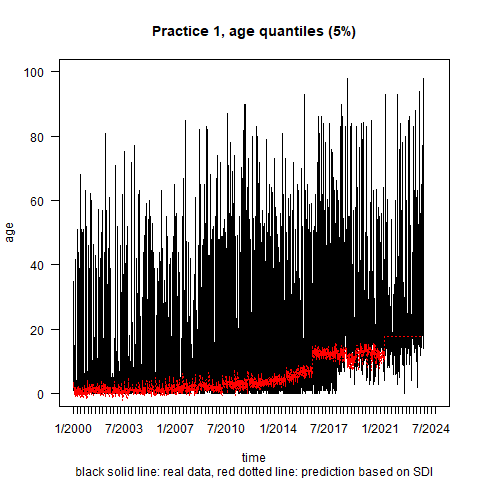 Practice 1, age quantiles (5%)
100
80
60
40
20
0
age
1/2000 7/2003 1/2007 7/2010 1/2014 7/2017 1/2021 7/2024
time
black solid line: real data, red dotted line: prediction based on SDI